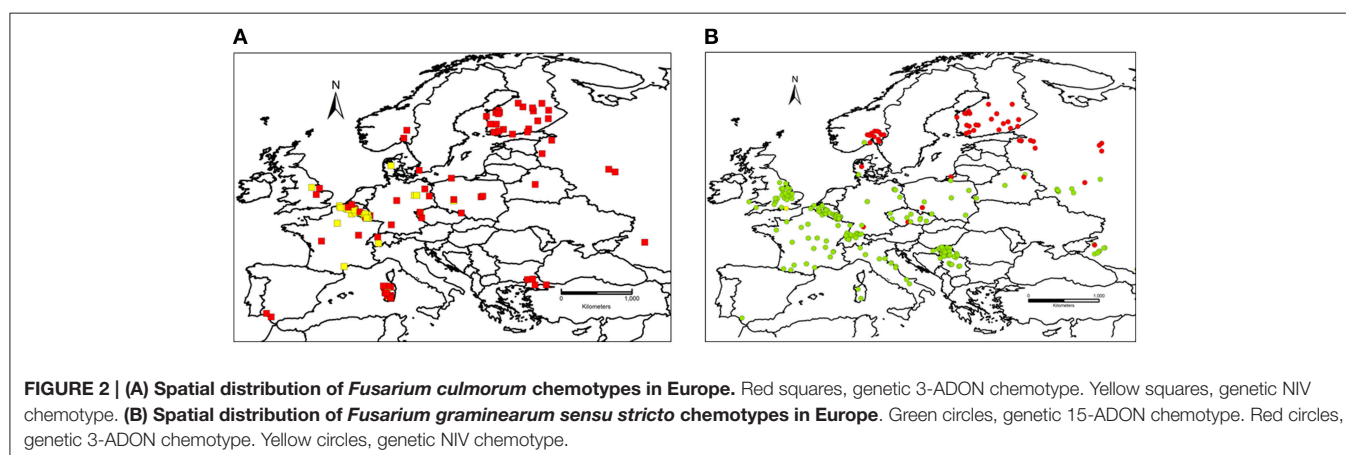 A
B
N
N
0
1,000
Kilometers
0
1,000
Kilometers
FIGURE 2 | (A) Spatial distribution of Fusarium culmorum chemotypes in Europe. Red squares, genetic 3-ADON chemotype. Yellow squares, genetic NIV
chemotype. (B) Spatial distribution of Fusarium graminearum sensu stricto chemotypes in Europe. Green circles, genetic 15-ADON chemotype. Red circles,
genetic 3-ADON chemotype. Yellow circles, genetic NIV chemotype.